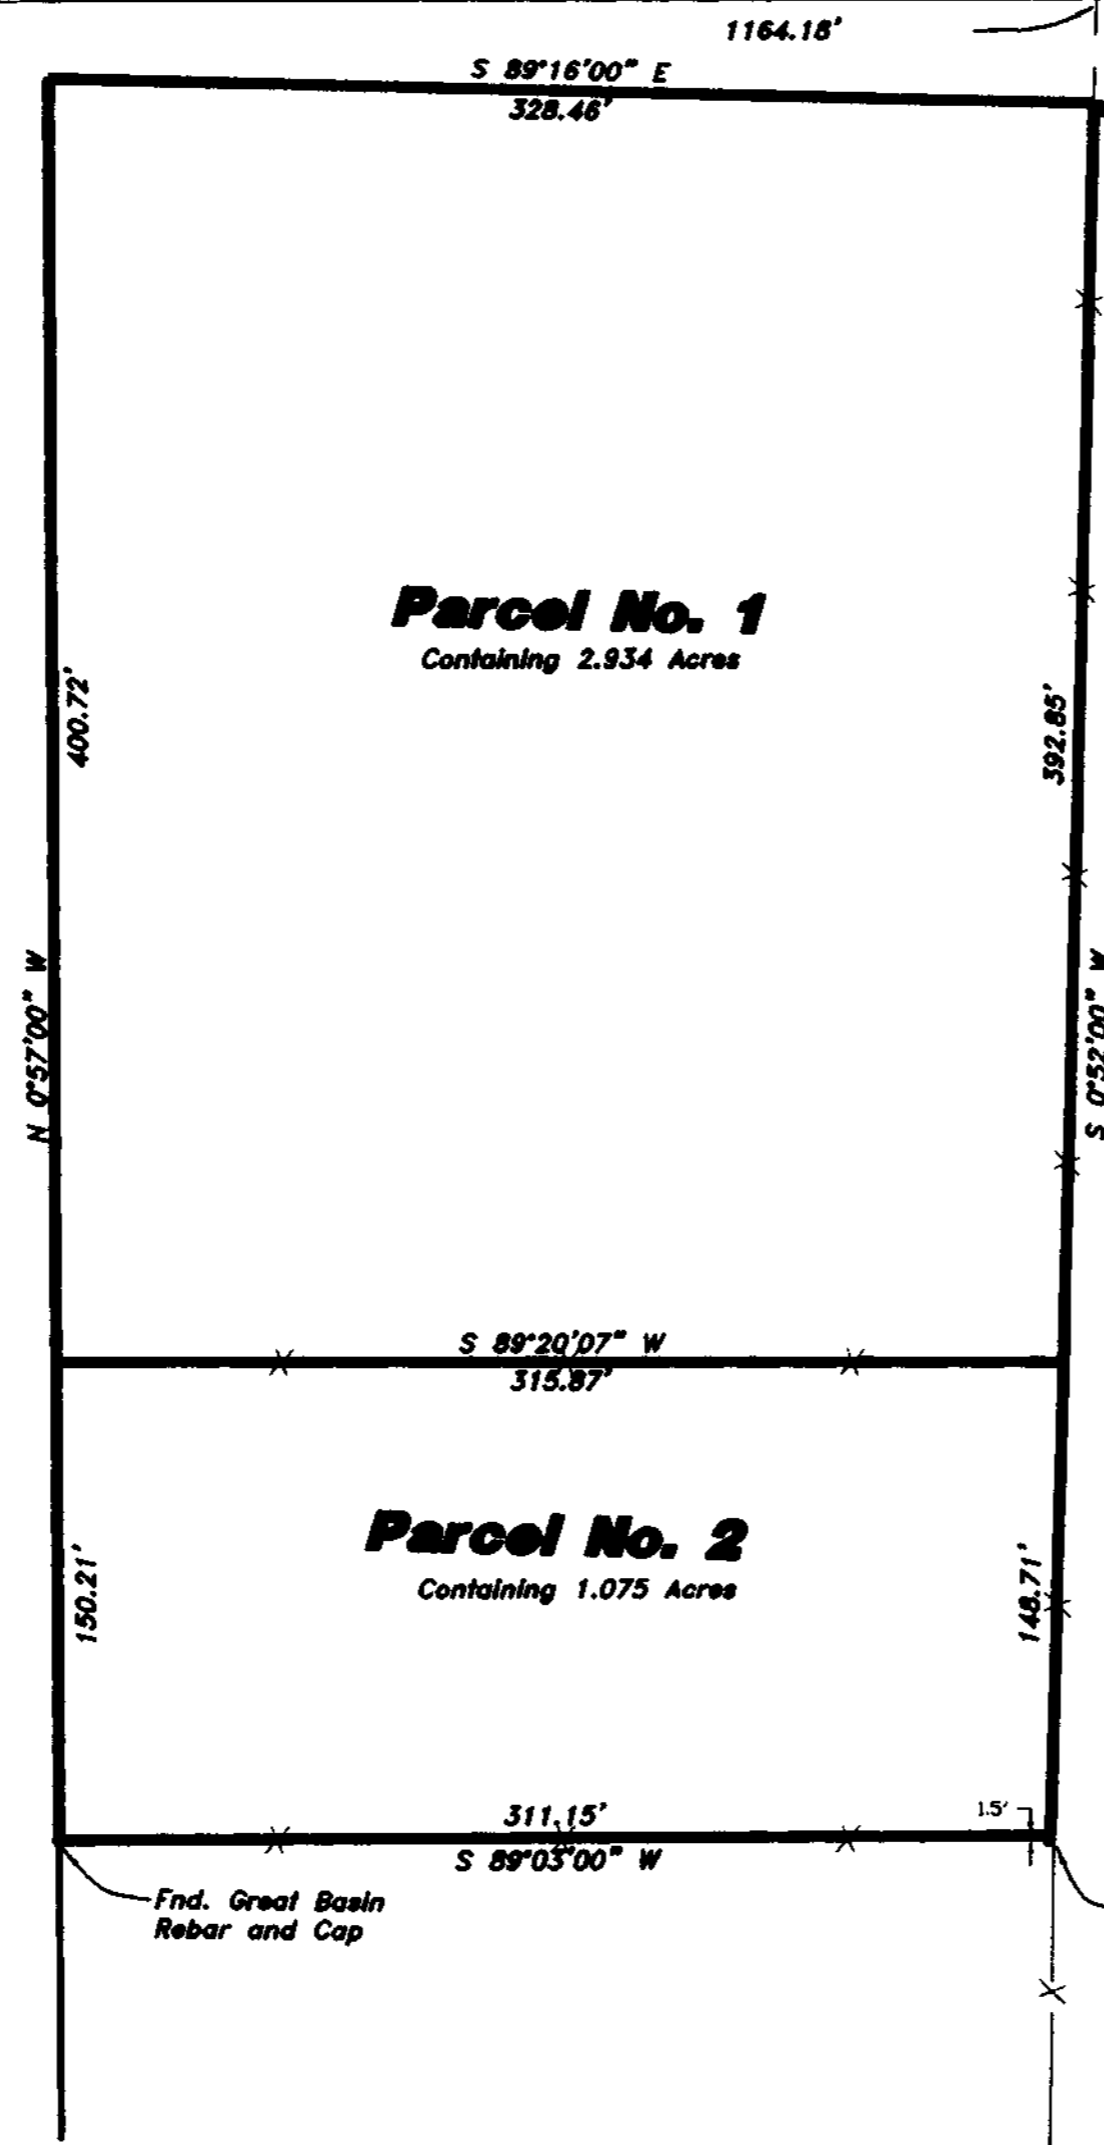 1164.18'
S 89°16'00" E
328.46'
Parcel No. 1
Containing 2.934 Acres
400.72'
392.85'
N 0°57'00" W
S 0°52'00" W
S 89°20'07" W
315.87'
Parcel No. 2
Containing 1.075 Acres
150.21'
148.71'
311.15'
1.5'
S 89°03'00" W
Fnd. Great Basin
Rebar and Cap